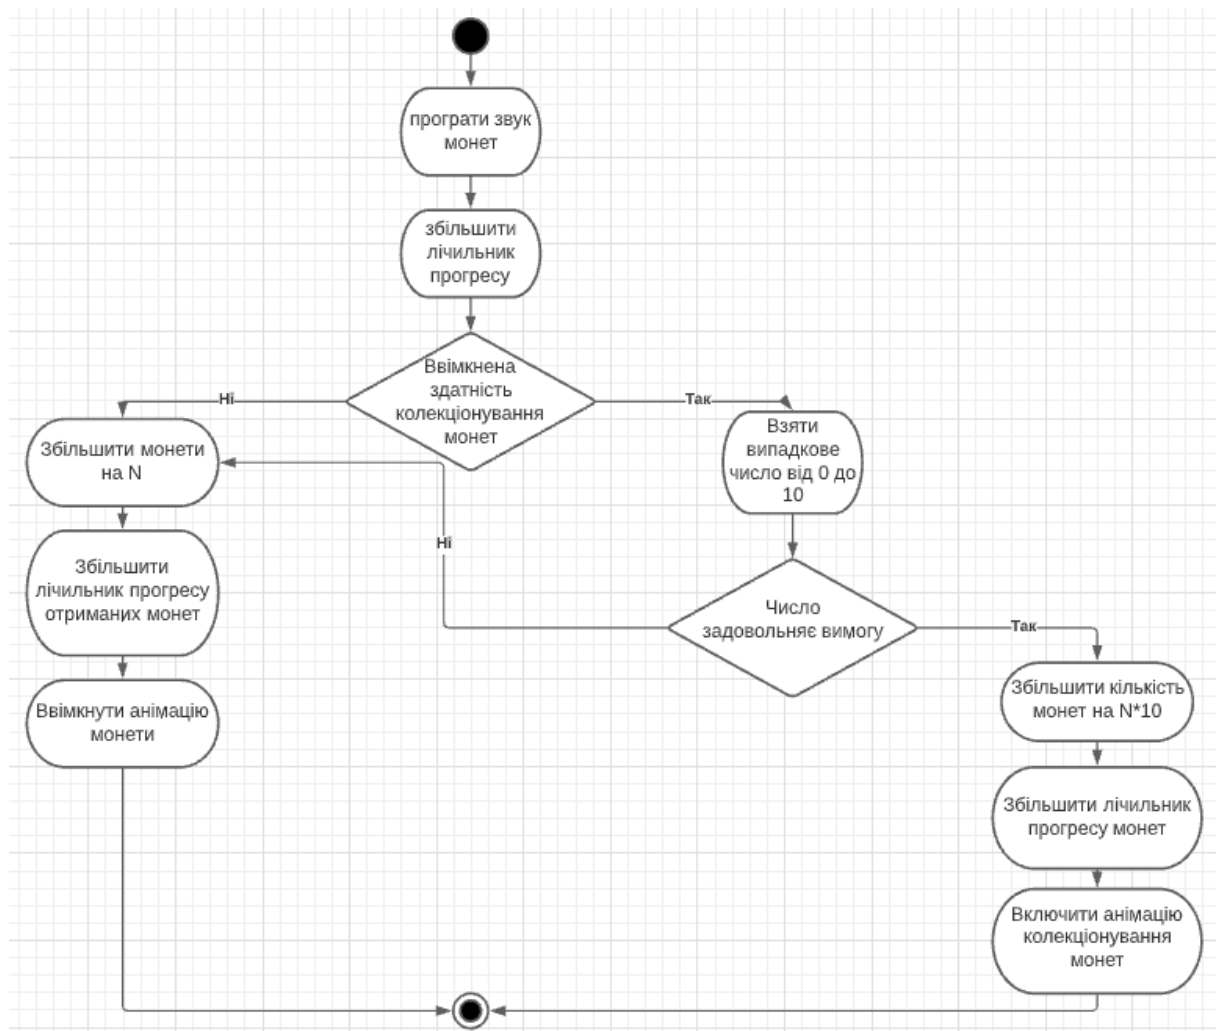 програти звук
монет
збільшити
лічильник
прогресу
Ввімкнена
здатність
колекціонування
монет
Ні
Так
Збільшити монети
на N
Взяти
випадкове
число від 0 до
10
Ні
Збільшити
лічильник прогресу
отриманих монет
Число
задовольняє вимогу
Так
Ввімкнути анімацію
монети
Збільшити кількість
монет на N*10
Збільшити лічильник
прогресу монет
Включити анімацію
колекціонування
монет